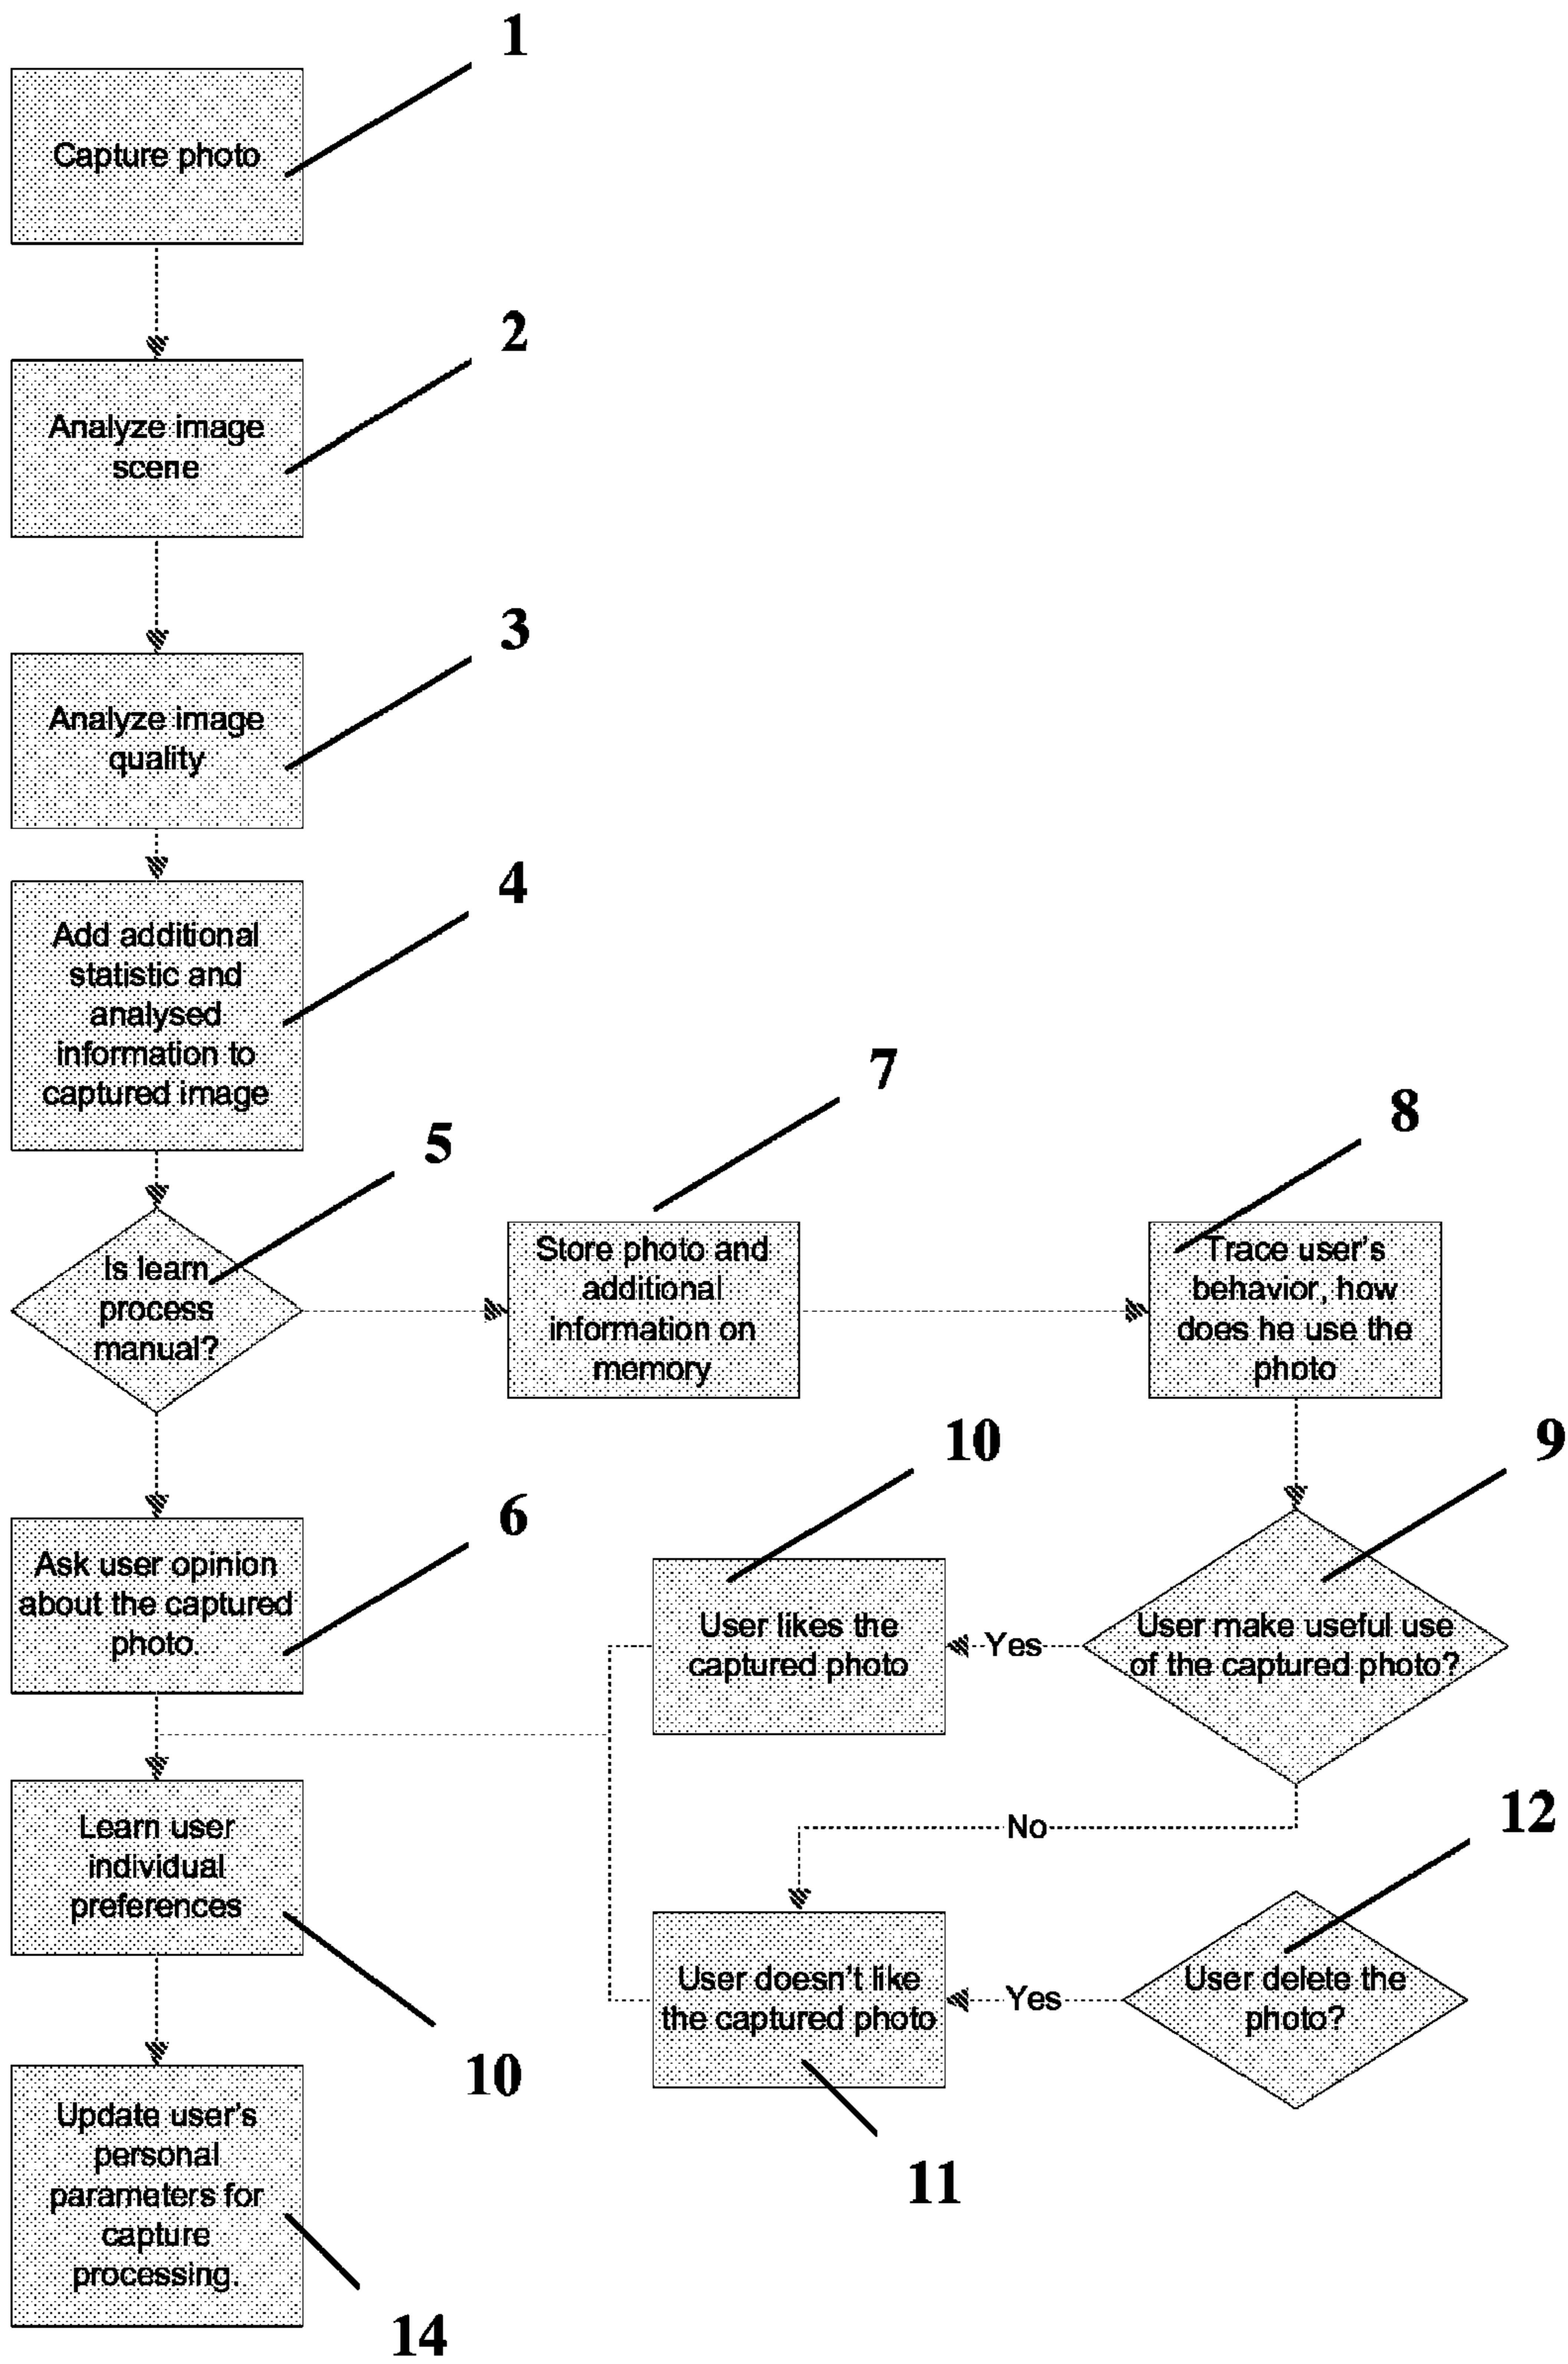 1
Capture photo
2
Analyze image
scene
3
Analyze image
quality
4
Add additional
statistic and
analysed
information to
captured image
5
Is learn
process
manual?
7
Store photo and
additional
information on
memory
8
Trace user's
behavior, how
does he use the
photo
6
Ask user opinion
about the captured
photo.
10
User likes the
captured photo
Yes
9
User make useful use
of the captured photo?
No
Learn user
individual
preferences
10
User doesn't like
the captured photo
11
Yes
12
User delete the
photo?
Update user's
personal
parameters for
capture
processing.
14